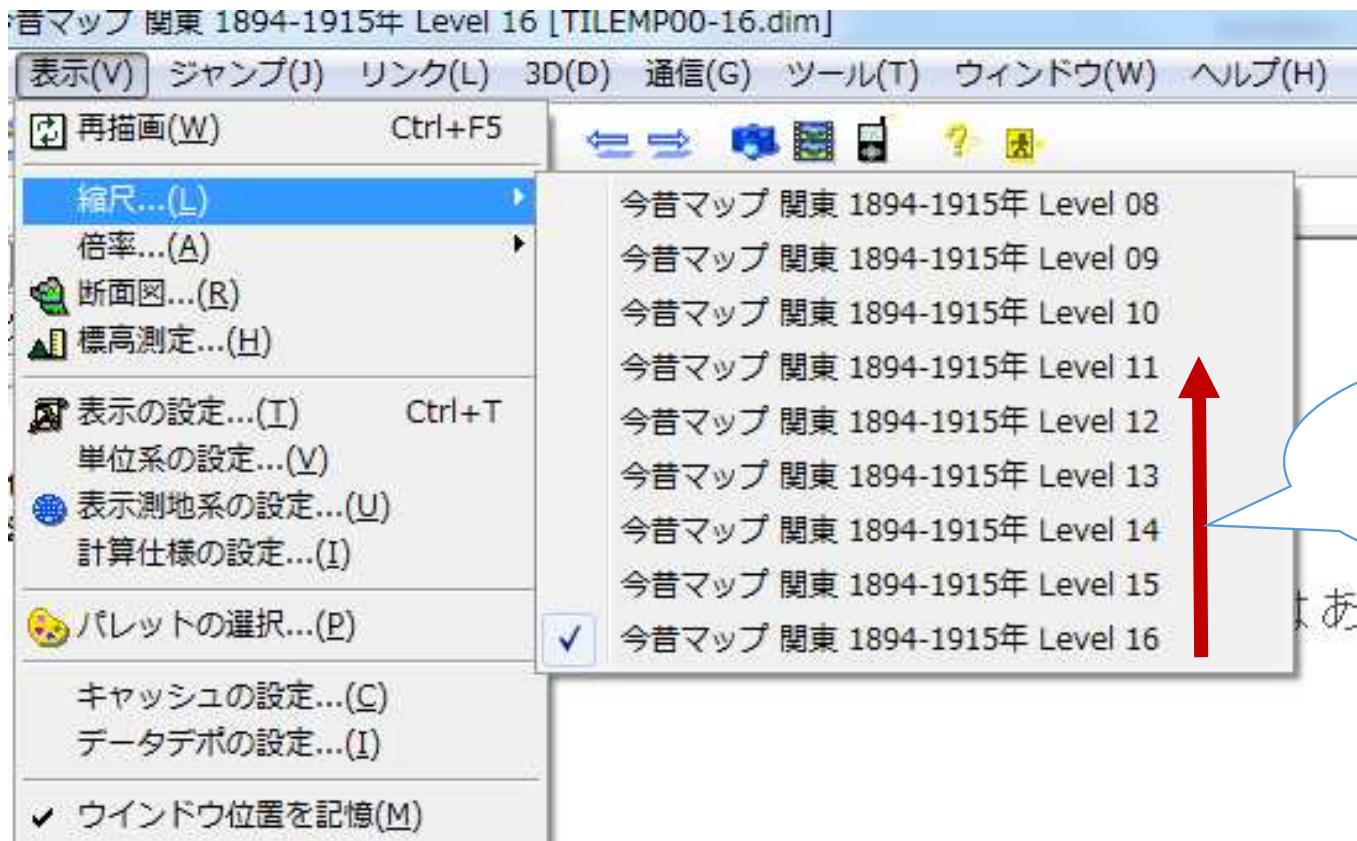 昔マップ 関東 1894-1915年 Level 16 [TILEMP00-16.dim]
表示(V) ジャンプ(J) リンク(L) 3D(D) 通信(G) ツール(T) ウィンドウ(W) ヘルプ(H)
再描画(W) Ctrl+F5
縮尺...(L)
倍率...(A)
断面図...(R)
標高測定...(H)
表示の設定...(T) Ctrl+T
単位系の設定...(V)
表示測地系の設定...(U)
計算仕様の設定...(I)
パレットの選択...(P)
キャッシュの設定...(C)
データデポの設定...(I)
ウインドウ位置を記憶(M)
今昔マップ 関東 1894-1915年 Level 08
今昔マップ 関東 1894-1915年 Level 09
今昔マップ 関東 1894-1915年 Level 10
今昔マップ 関東 1894-1915年 Level 11
今昔マップ 関東 1894-1915年 Level 12
今昔マップ 関東 1894-1915年 Level 13
今昔マップ 関東 1894-1915年 Level 14
今昔マップ 関東 1894-1915年 Level 15
今昔マップ 関東 1894-1915年 Level 16
はあ